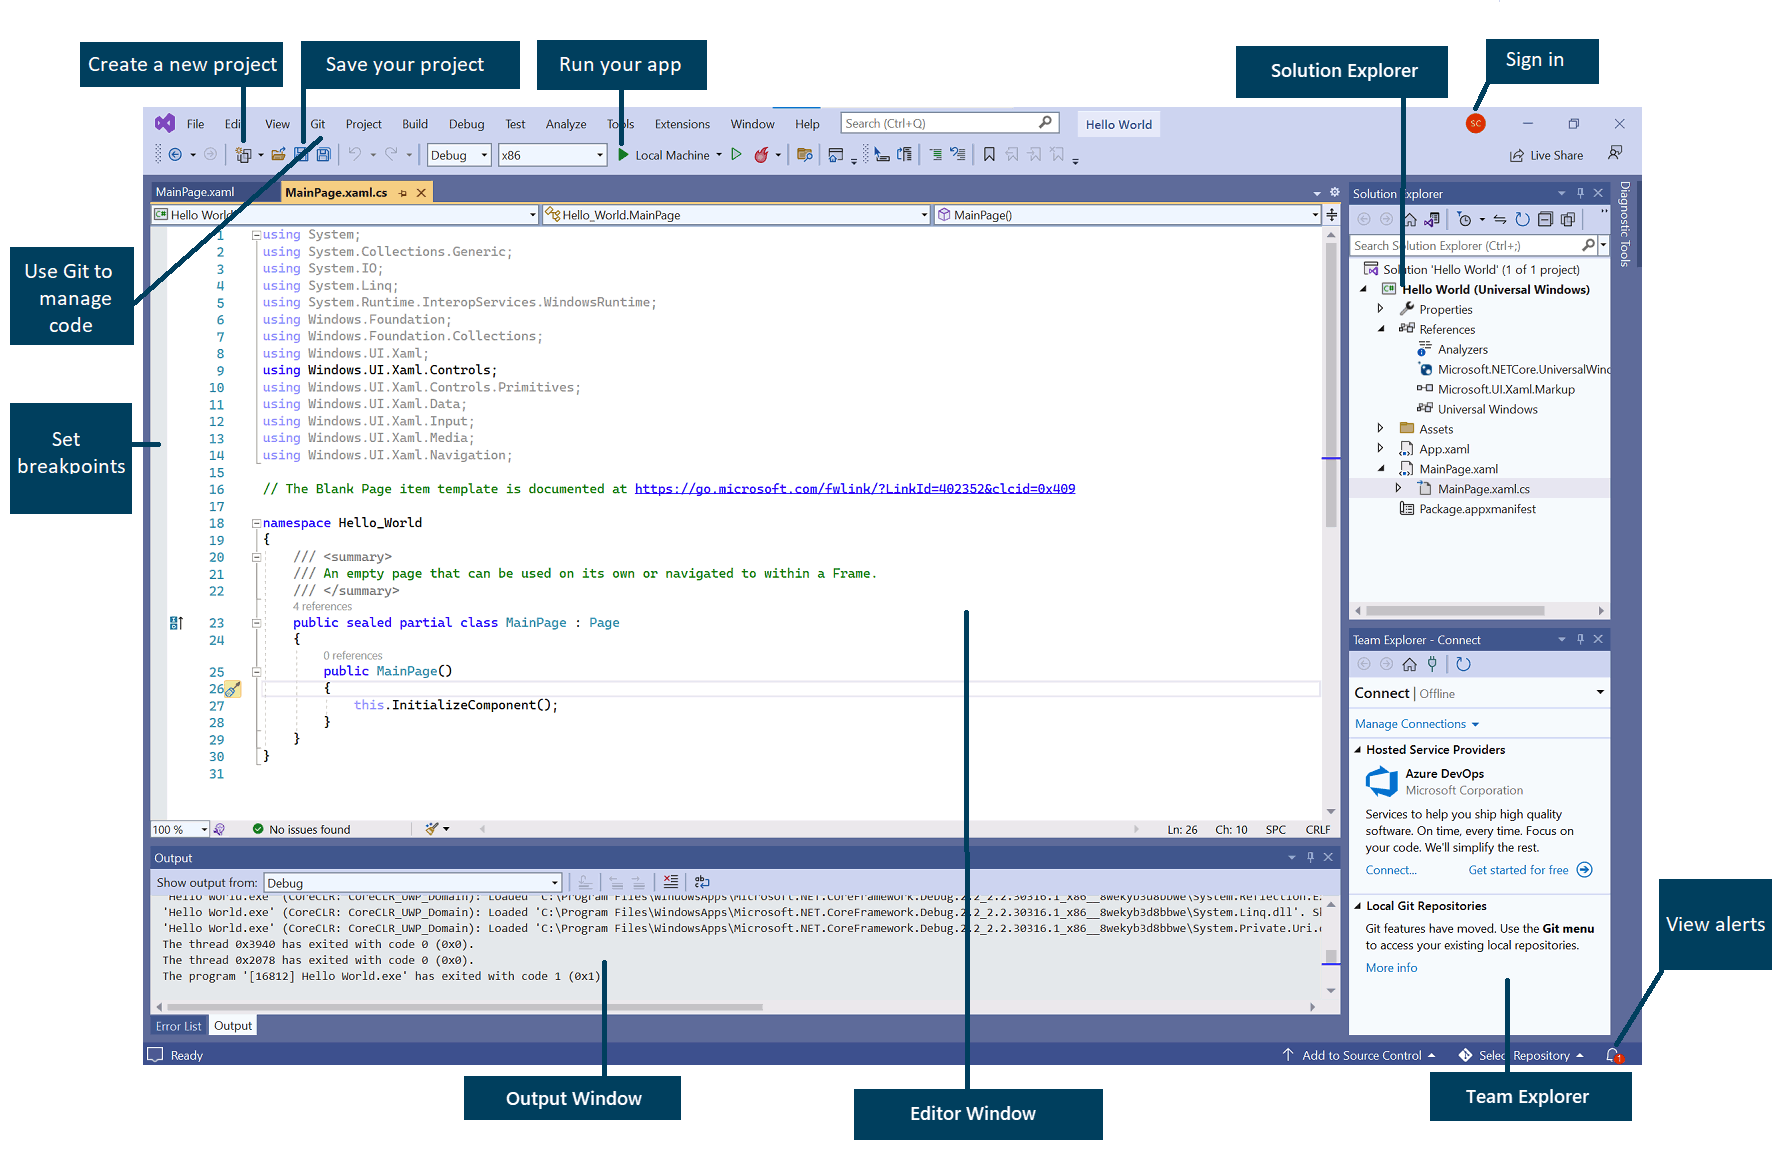 Create a new project
Save your project
Run your app
Solution Explorer
Sign in
File Edit View Git Project Build Debug Test Analyze Tools Extensions Window Help Search (Ctrl+Q) Hello World SC
Debug x86 Local Machine Live Share
MainPage.xaml MainPage.xaml.cs
Hello World Hello_World.MainPage MainPage()
Use Git to
manage
code
Set
breakpoints
1 using System;
2 using System.Collections.Generic;
3 using System.IO;
4 using System.Linq;
5 using System.Runtime.InteropServices.WindowsRuntime;
6 using Windows.Foundation;
7 using Windows.Foundation.Collections;
8 using Windows.UI.Xaml;
9 using Windows.UI.Xaml.Controls;
10 using Windows.UI.Xaml.Controls.Primitives;
11 using Windows.UI.Xaml.Data;
12 using Windows.UI.Xaml.Input;
13 using Windows.UI.Xaml.Media;
14 using Windows.UI.Xaml.Navigation;
15
16 // The Blank Page item template is documented at https://go.microsoft.com/fwlink/?LinkId=402352&clcid=0x409
17
18 namespace Hello_World
19 {
20 /// <summary>
21 /// An empty page that can be used on its own or navigated to within a Frame.
22 /// </summary>
4 references
23 public sealed partial class MainPage : Page
24 {
0 references
25 public MainPage()
26 {
27 this.InitializeComponent();
28 }
29 }
30 }
31
100 % No issues found Ln: 26 Ch: 10 SPC CRLF
Solution Explorer
Search Solution Explorer (Ctrl+;)
Solution 'Hello World' (1 of 1 project)
C# Hello World (Universal Windows)
Properties
References
Analyzers
Microsoft.NETCore.UniversalWind
Microsoft.UI.Xaml.Markup
Universal Windows
Assets
App.xaml
MainPage.xaml
MainPage.xaml.cs
Package.appxmanifest
Diagnostic Tools
Team Explorer - Connect
Connect | Offline
Manage Connections
Hosted Service Providers
Azure DevOps
Microsoft Corporation
Services to help you ship high quality
software. On time, every time. Focus on
your code. We'll simplify the rest.
Connect... Get started for free
Local Git Repositories
Git features have moved. Use the Git menu
to access your existing local repositories.
More info
Output
Show output from: Debug
'Hello World.exe' (CoreCLR: CoreCLR_UWP_Domain): Loaded 'C:\Program Files\WindowsApps\Microsoft.NET.CoreFramework.Debug.2.2_2.2.30316.1_x86__8wekyb3d8bbwe\System.Reflection.E
'Hello World.exe' (CoreCLR: CoreCLR_UWP_Domain): Loaded 'C:\Program Files\WindowsApps\Microsoft.NET.CoreFramework.Debug.2.2_2.2.30316.1_x86__8wekyb3d8bbwe\System.Linq.dll'. Sk
'Hello World.exe' (CoreCLR: CoreCLR_UWP_Domain): Loaded 'C:\Program Files\WindowsApps\Microsoft.NET.CoreFramework.Debug.2.2_2.2.30316.1_x86__8wekyb3d8bbwe\System.Private.Uri.c
The thread 0x3940 has exited with code 0 (0x0).
The thread 0x2078 has exited with code 0 (0x0).
The program '[16812] Hello World.exe' has exited with code 1 (0x1)
Error List Output
Ready Add to Source Control Select Repository 1
View alerts
Output Window
Editor Window
Team Explorer